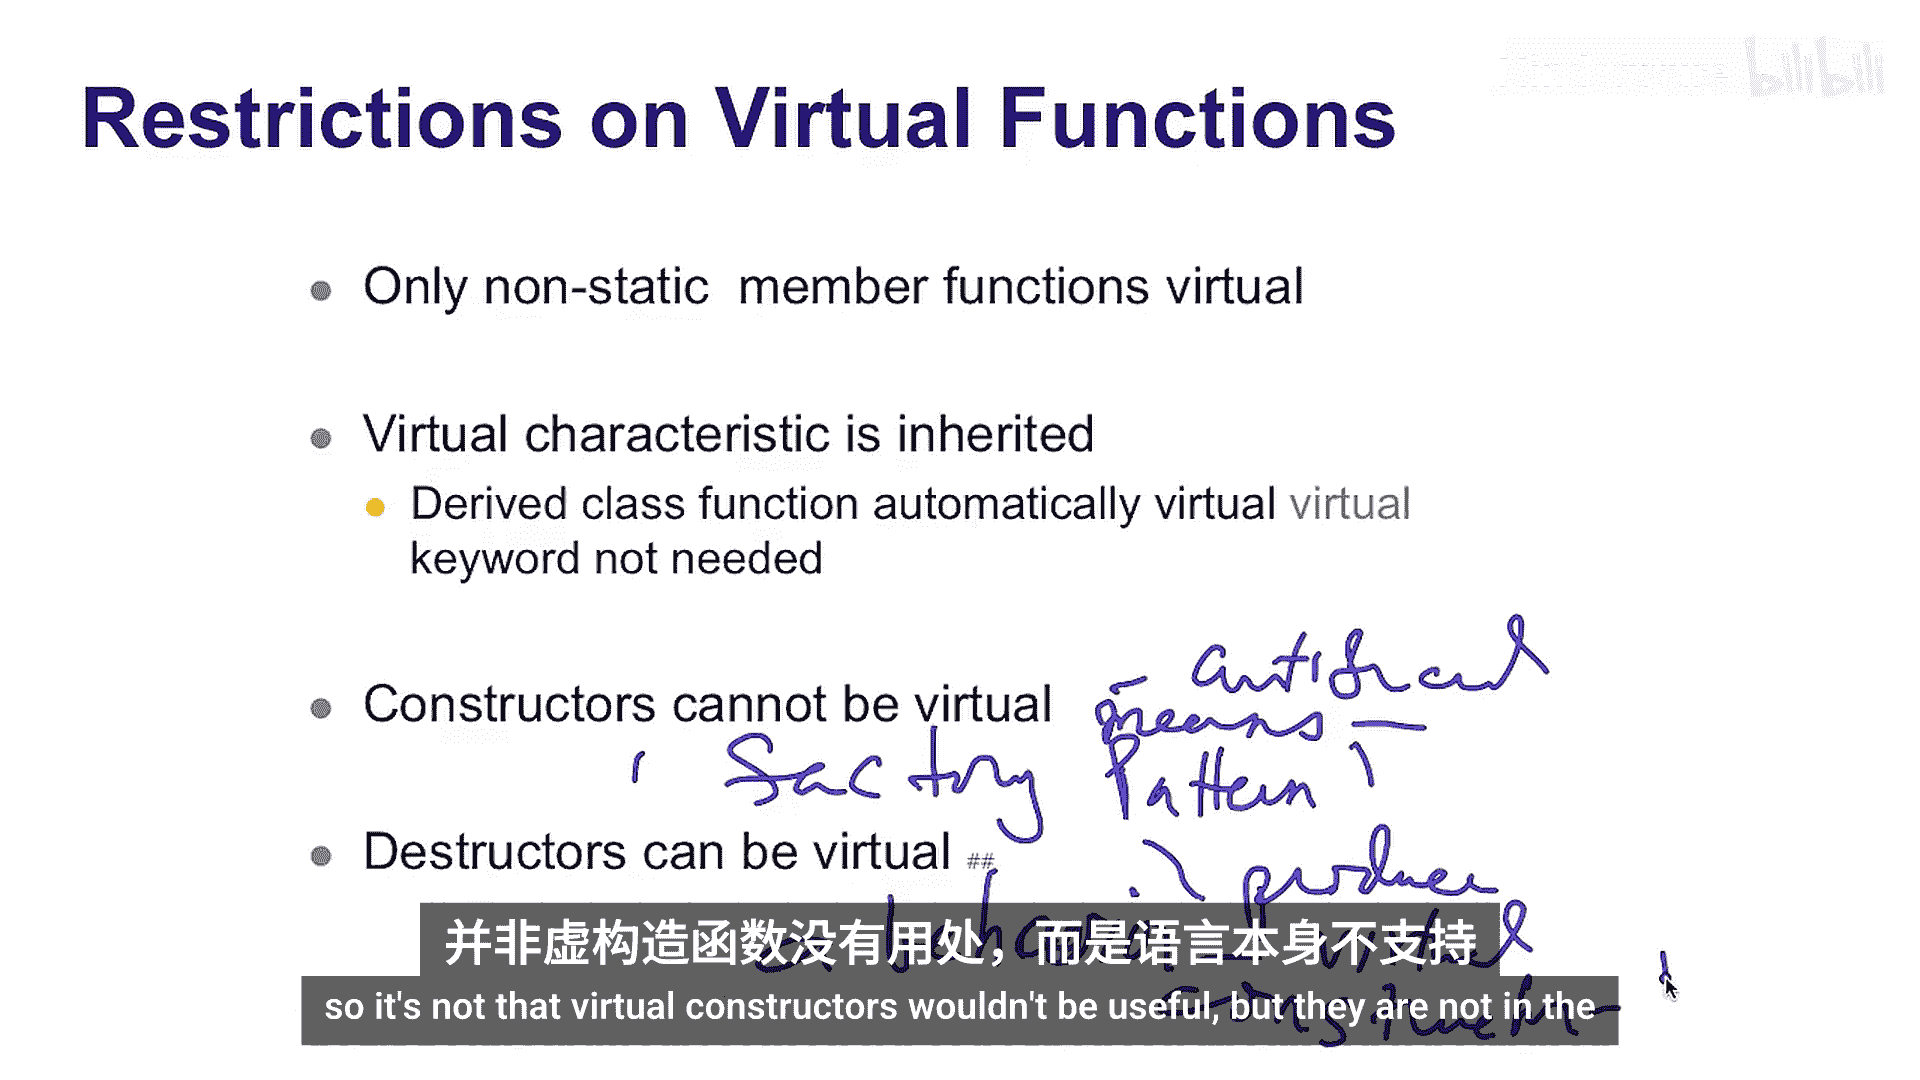 bilibili
Restrictions on Virtual Functions
Only non-static member functions virtual
Virtual characteristic is inherited
Derived class function automatically virtual virtual
keyword not needed
Constructors cannot be virtual
means
factory Pattern
Destructors can be virtual ##
produce
virtual
并非虚构造函数没有用处，而是语言本身不支持
so it's not that virtual constructors wouldn't be useful, but they are not in the